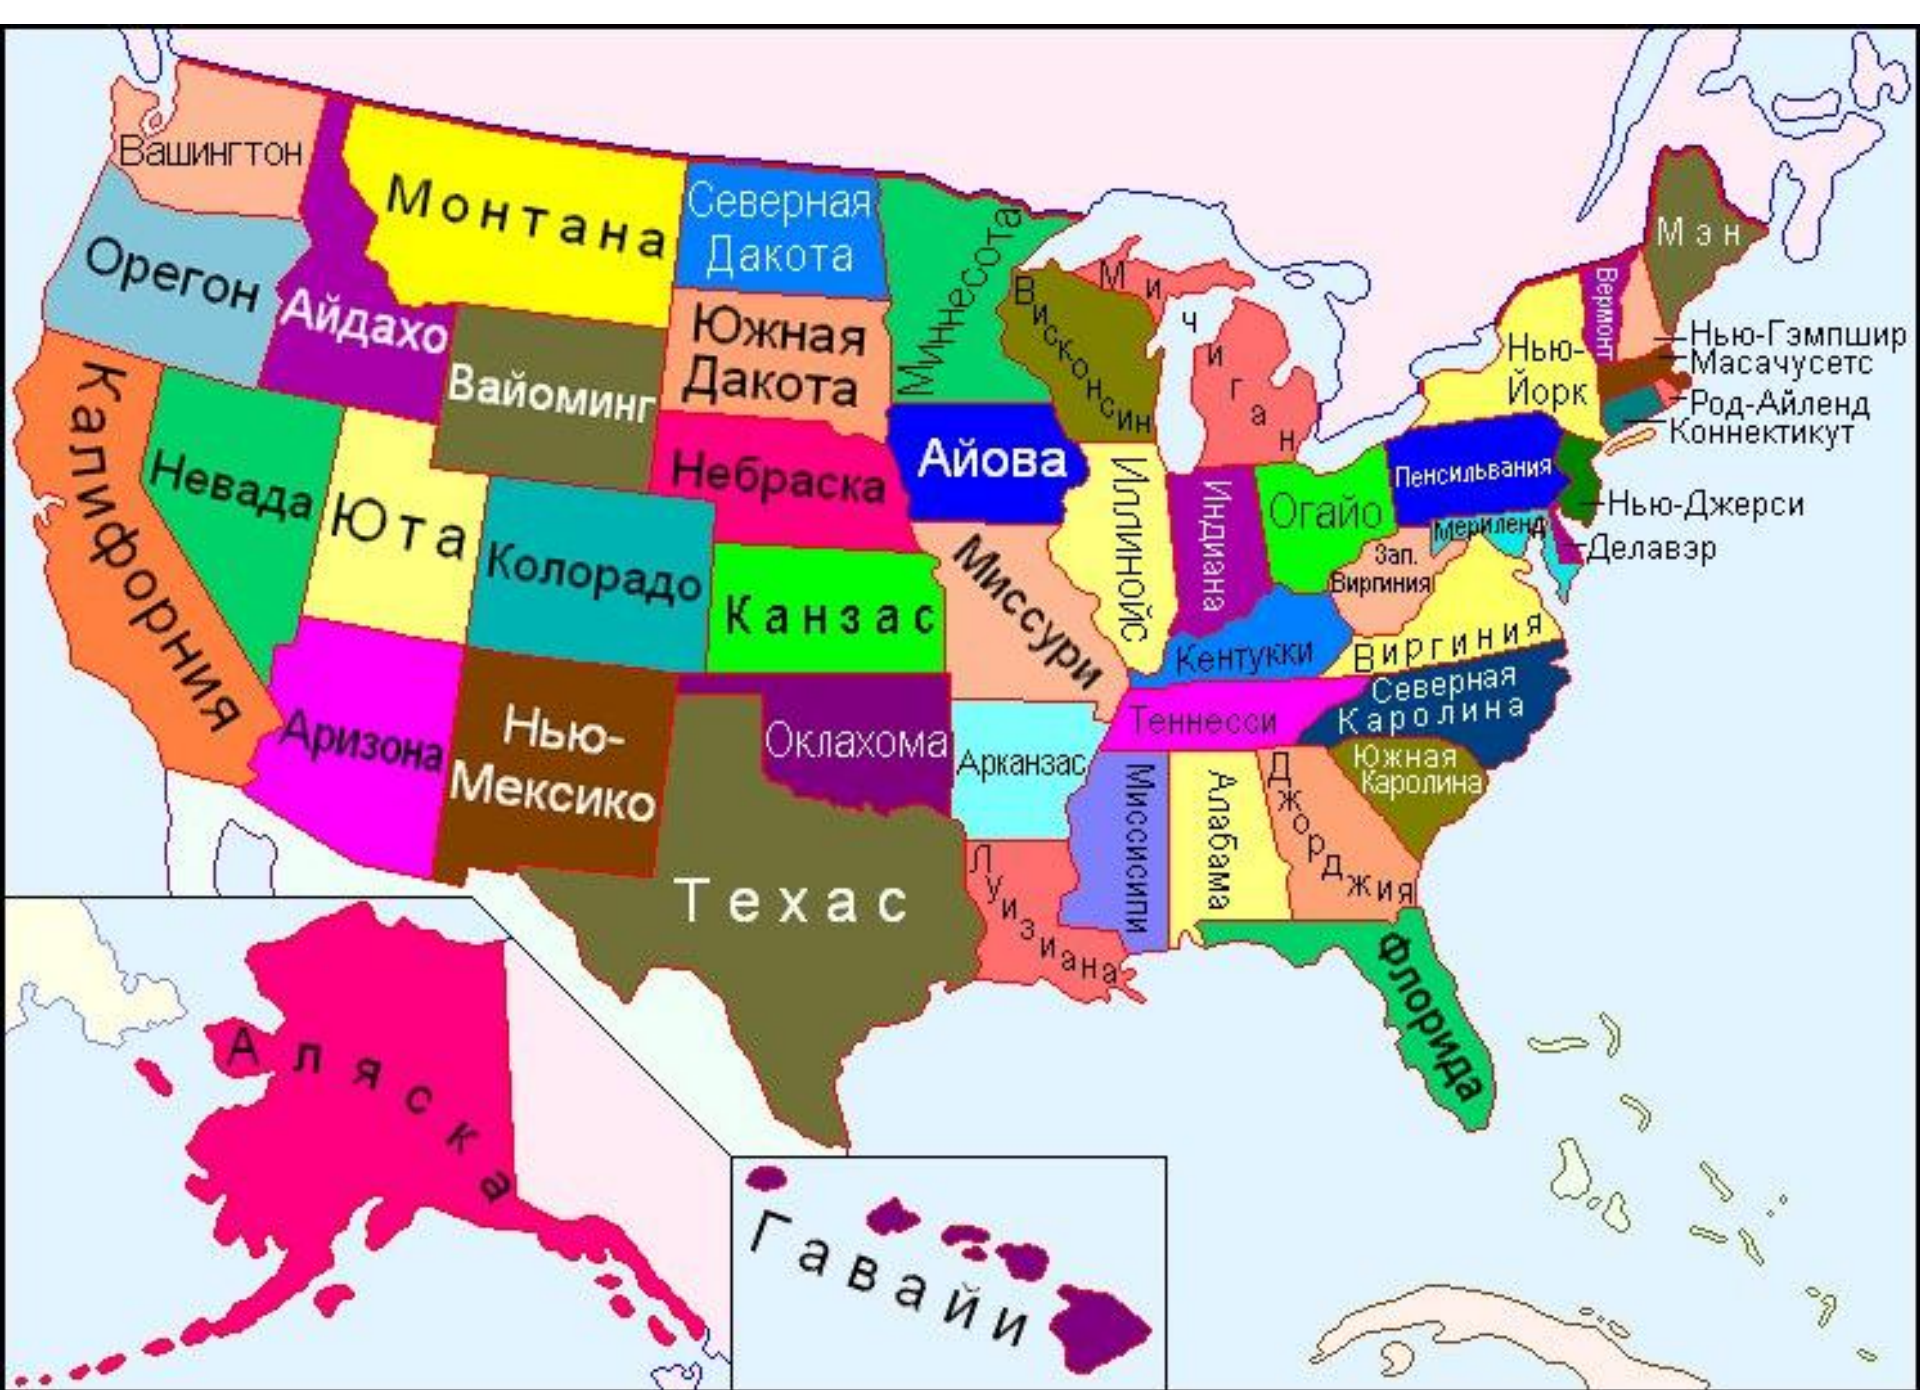 Вашингтон
Орегон
Калифорния
Айдахо
Невада
Монтана
Вайоминг
Юта
Колорадо
Аризона
Нью-
Мексико
Северная
Дакота
Южная
Дакота
Небраска
Канзас
Оклахома
Техас
Миннесота
Айова
Миссури
Арканзас
Луизиана
Висконсин
Мичиган
Иллинойс
Индиана
Огайо
Кентукки
Теннесси
Миссисипи
Алабама
Джорджия
Флорида
Южная
Каролина
Северная
Каролина
Виргиния
Зап.
Виргиния
Мериленд
Пенсильвания
Нью-
Йорк
Вермонт
Мэн
Нью-Гэмпшир
Масачусетс
Род-Айленд
Коннектикут
Нью-Джерси
Делавэр
Аляска
Гавайи